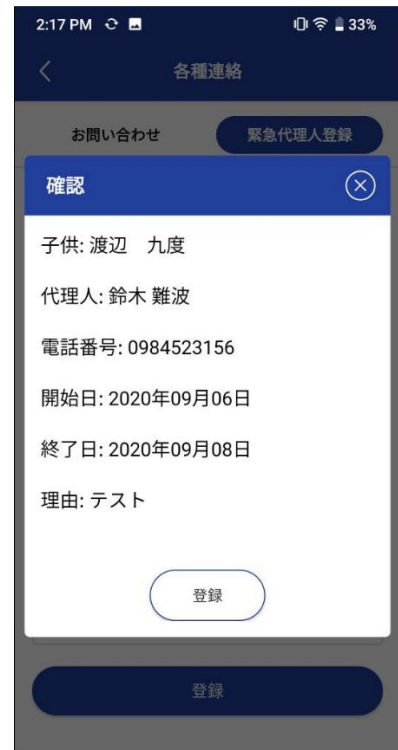 2:17 PM 33%
各種連絡
お問い合わせ 緊急代理人登録
確認
子供: 渡辺　九度
代理人: 鈴木 難波
電話番号: 0984523156
開始日: 2020年09月06日
終了日: 2020年09月08日
理由: テスト
登録
登録